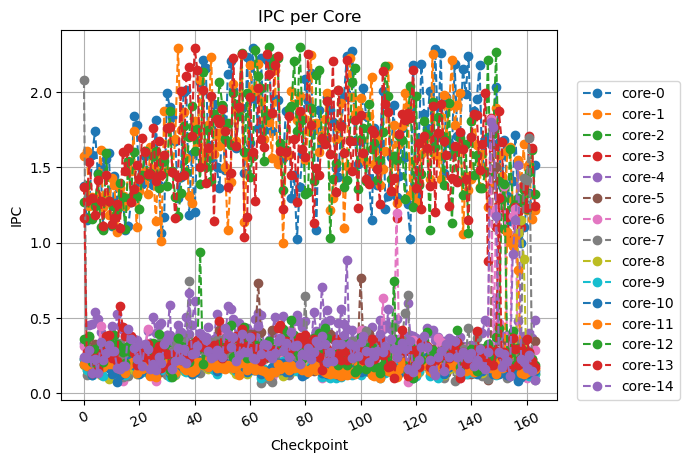 IPC per Core
IPC
2.0
1.5
1.0
0.5
0.0
0
20
40
60
80
100
120
140
160
Checkpoint
core-0
core-1
core-2
core-3
core-4
core-5
core-6
core-7
core-8
core-9
core-10
core-11
core-12
core-13
core-14